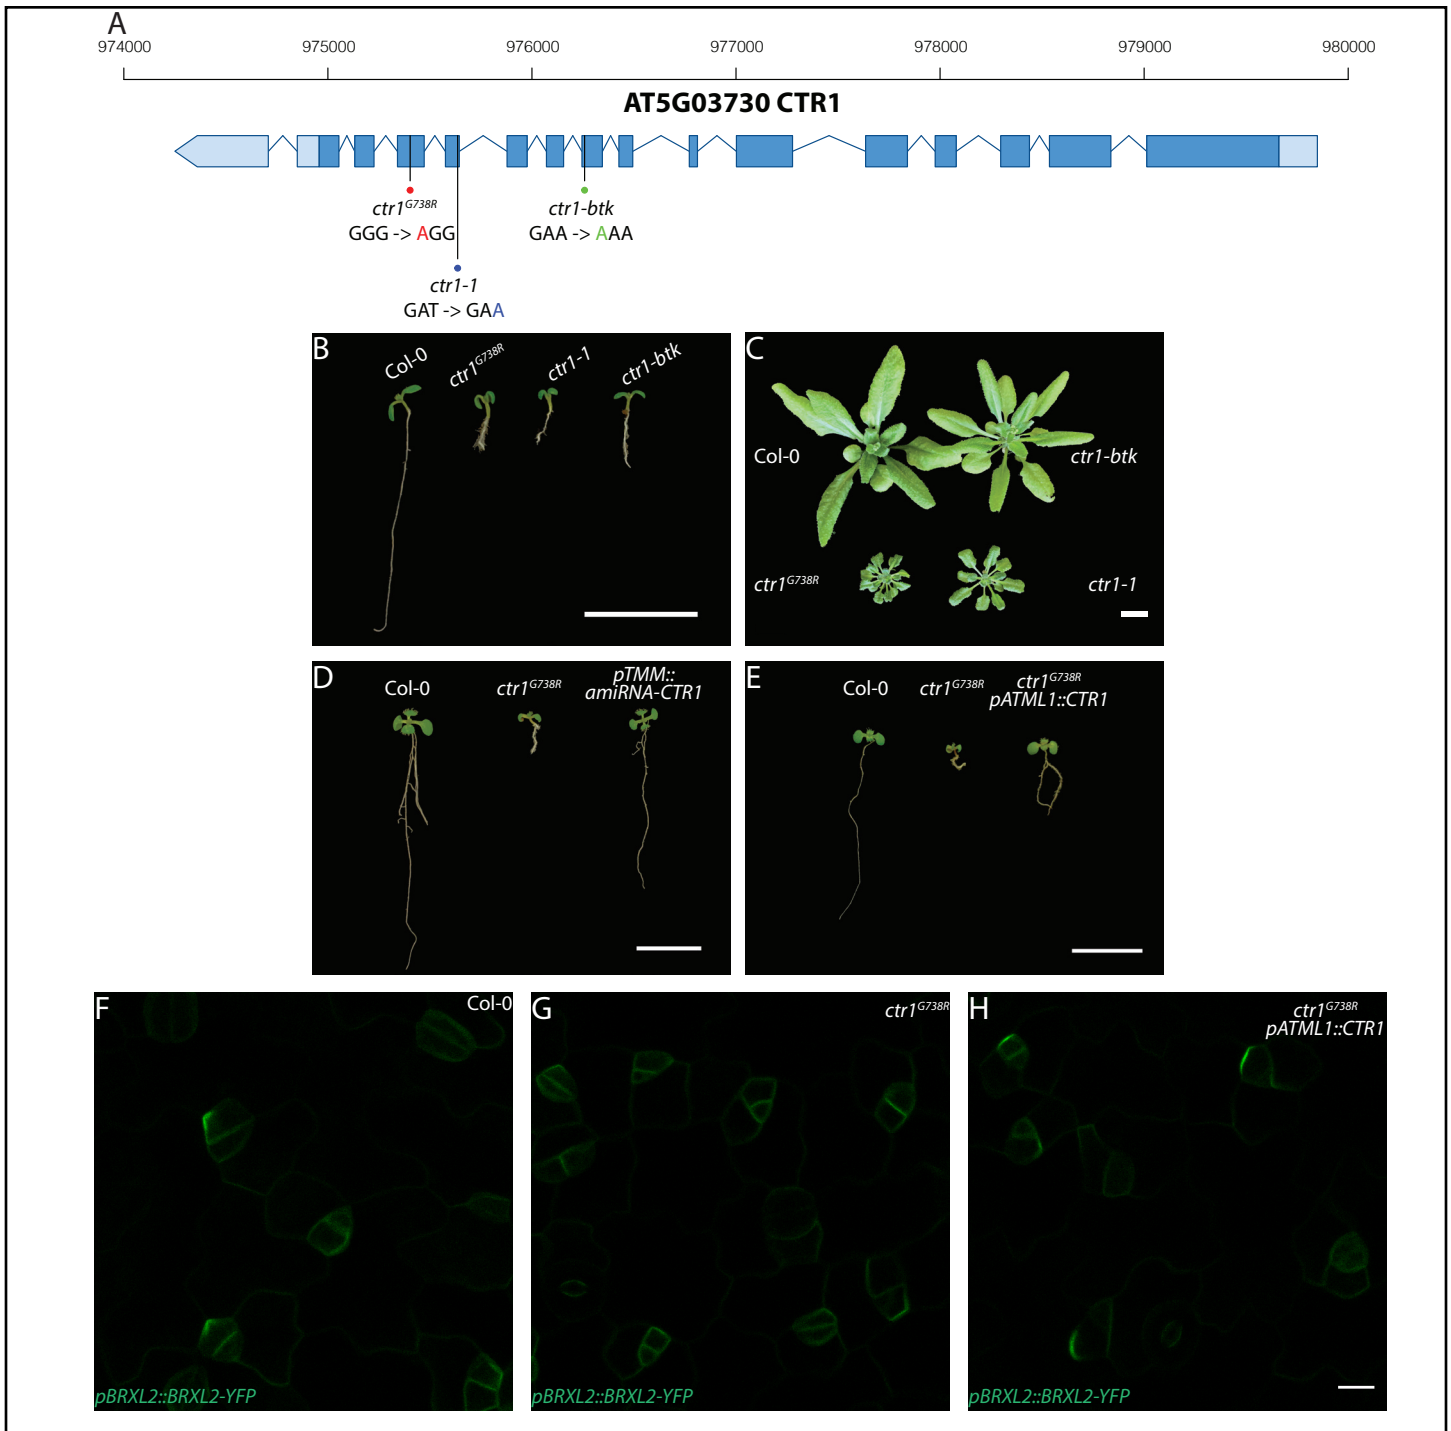 A
974000 975000 976000 977000 978000 979000 980000
AT5G03730 CTR1
ctr1G738R ctr1-btk
GGG -> AGG GAA -> AAA
ctr1-1
GAT -> GAA
B
Col-0 ctr1G738R ctr1-1 ctr1-btk
C
Col-0 ctr1-btk
ctr1G738R ctr1-1
D
Col-0 ctr1G738R pTMM::
amiRNA-CTR1
E
Col-0 ctr1G738R ctr1G738R
pATML1::CTR1
F
Col-0
pBRXL2::BRXL2-YFP
G
ctr1G738R
pBRXL2::BRXL2-YFP
H
ctr1G738R
pATML1::CTR1
pBRXL2::BRXL2-YFP